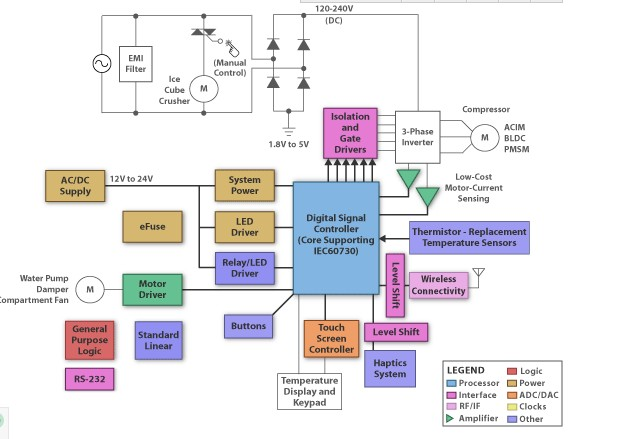 120-240V
(DC)
EMI
Filter
(Manual
Control)
Ice
Cube
Crusher
M
1.8V to 5V
Isolation
and
Gate
Drivers
3-Phase
Inverter
Compressor
M
ACIM
BLDC
PMSM
Low-Cost
Motor-Current
Sensing
AC/DC
Supply
12V to 24V
System
Power
eFuse
LED
Driver
Relay/LED
Driver
Digital Signal
Controller
(Core Supporting
IEC60730)
Thermistor - Replacement
Temperature Sensors
Level Shift
Wireless
Connectivity
Water Pump
Damper
Compartment Fan
M
Motor
Driver
General
Purpose
Logic
Standard
Linear
RS-232
Buttons
Touch
Screen
Controller
Level Shift
Haptics
System
Temperature
Display and
Keypad
LEGEND
Processor
Interface
RF/IF
Amplifier
Logic
Power
ADC/DAC
Clocks
Other